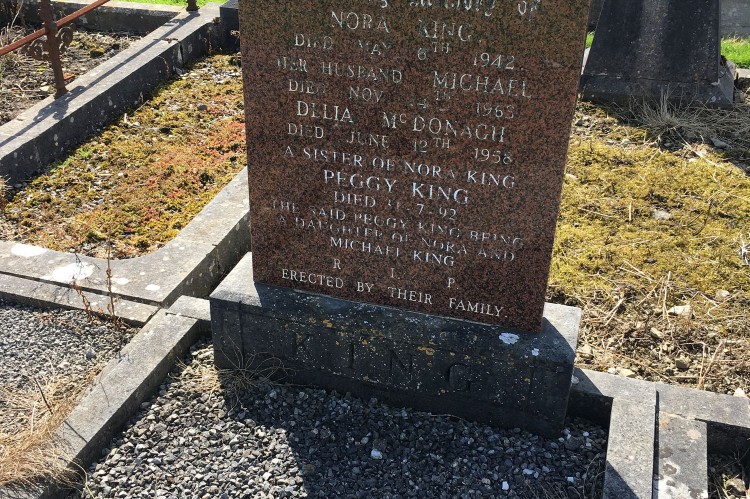 NORA KING
DIED MAY 6TH 1942
HER HUSBAND MICHAEL
DIED NOV 14TH 1963
DELIA McDONAGH
DIED JUNE 12TH 1958
A SISTER OF NORA KING
PEGGY KING
DIED 11-7-92
THE SAID PEGGY KING BEING
A DAUGHTER OF NORA AND
MICHAEL KING
R I P
ERECTED BY THEIR FAMILY
KING